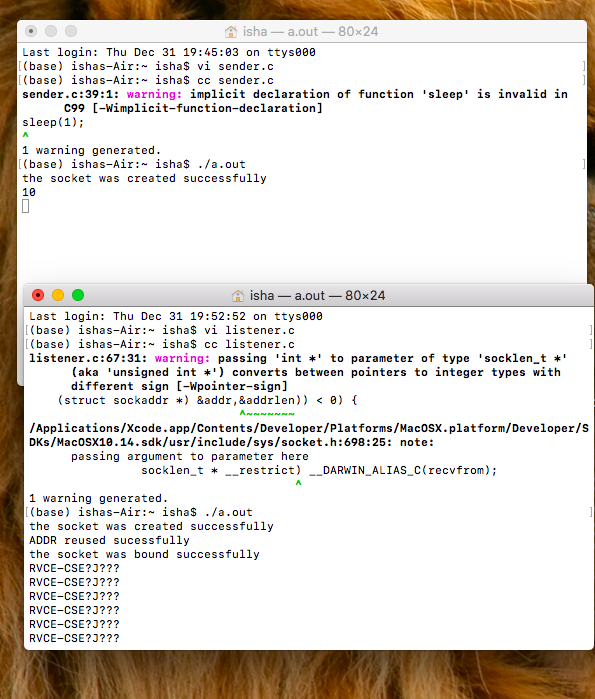 isha — a.out — 80×24
Last login: Thu Dec 31 19:45:03 on ttys000
[(base) ishas-Air:~ isha$ vi sender.c ]
[(base) ishas-Air:~ isha$ cc sender.c ]
sender.c:39:1: warning: implicit declaration of function 'sleep' is invalid in
C99 [-Wimplicit-function-declaration]
sleep(1);
^
1 warning generated.
[(base) ishas-Air:~ isha$ ./a.out ]
the socket was created successfully
10
isha — a.out — 80×24
Last login: Thu Dec 31 19:52:52 on ttys000
[(base) ishas-Air:~ isha$ vi listener.c ]
[(base) ishas-Air:~ isha$ cc listener.c ]
listener.c:67:31: warning: passing 'int *' to parameter of type 'socklen_t *'
(aka 'unsigned int *') converts between pointers to integer types with
different sign [-Wpointer-sign]
(struct sockaddr *) &addr,&addrlen)) < 0) {
^~~~~~~~
/Applications/Xcode.app/Contents/Developer/Platforms/MacOSX.platform/Developer/S
DKs/MacOSX10.14.sdk/usr/include/sys/socket.h:698:25: note:
passing argument to parameter here
socklen_t * __restrict) __DARWIN_ALIAS_C(recvfrom);
^
1 warning generated.
[(base) ishas-Air:~ isha$ ./a.out ]
the socket was created successfully
ADDR reused sucessfully
the socket was bound successfully
RVCE-CSE?J???
RVCE-CSE?J???
RVCE-CSE?J???
RVCE-CSE?J???
RVCE-CSE?J???
RVCE-CSE?J???